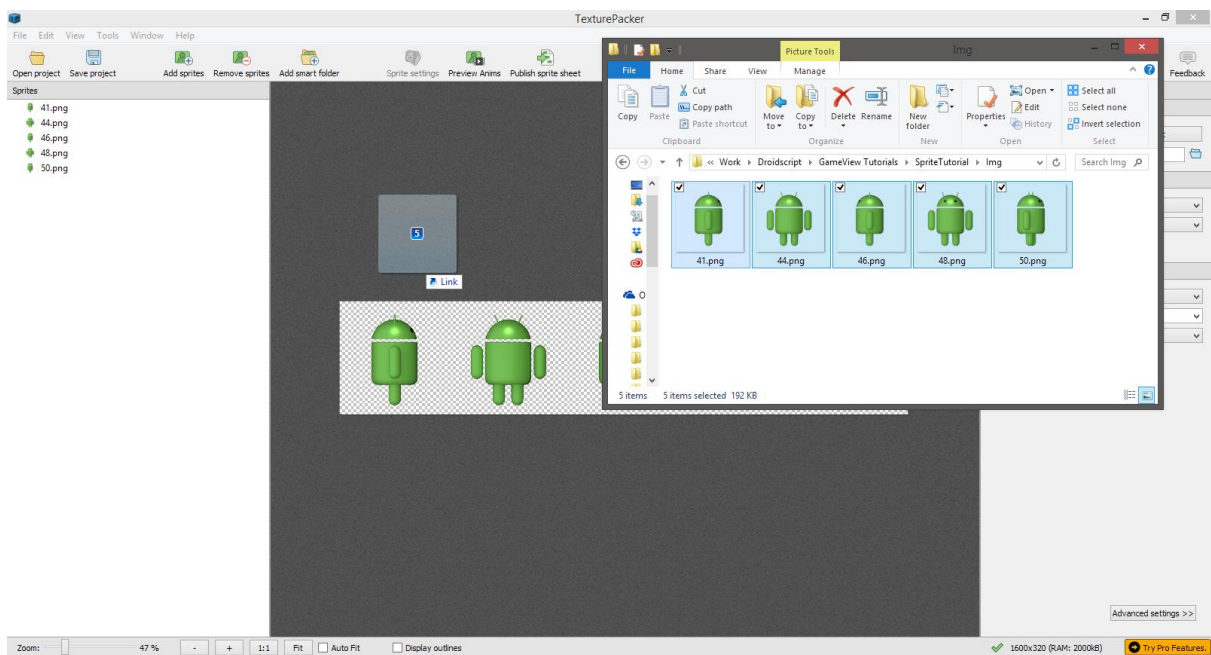 TexturePacker
File Edit View Tools Window Help
Open project Save project Add sprites Remove sprites Add smart folder Sprite settings Preview Anims Publish sprite sheet Feedback
Sprites
41.png
44.png
46.png
48.png
50.png
5
Link
Picture Tools Img
File Home Share View Manage
Copy Paste Cut
Copy path
Paste shortcut
Move to Copy to Delete Rename New folder Properties Open
Edit
History
Select all
Select none
Invert selection
Clipboard Organize New Open Select
« Work Droidscript GameView Tutorials SpriteTutorial Img Search Img
41.png 44.png 46.png 48.png 50.png
O
5 items 5 items selected 192 KB
Advanced settings >>
Zoom: 47 % - + 1:1 Fit Auto Fit Display outlines 1600x320 (RAM: 2000kB) Try Pro Features.